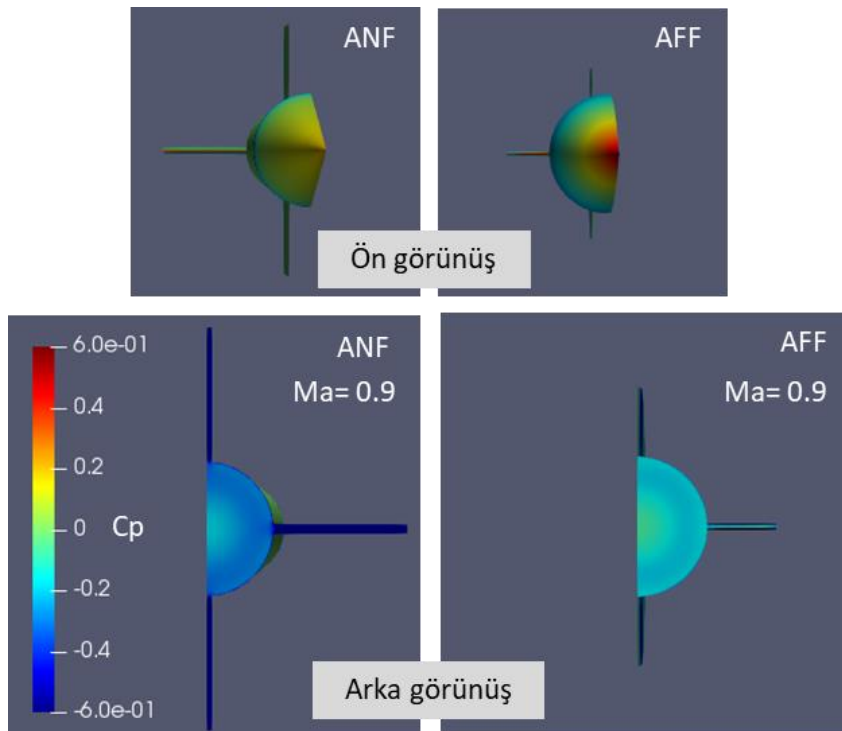 ANF
AFF
Ön görünüş
ANF
Ma= 0.9
6.0e-01
0.4
0.2
0
Cp
-0.2
-0.4
-6.0e-01
AFF
Ma= 0.9
Arka görünüş